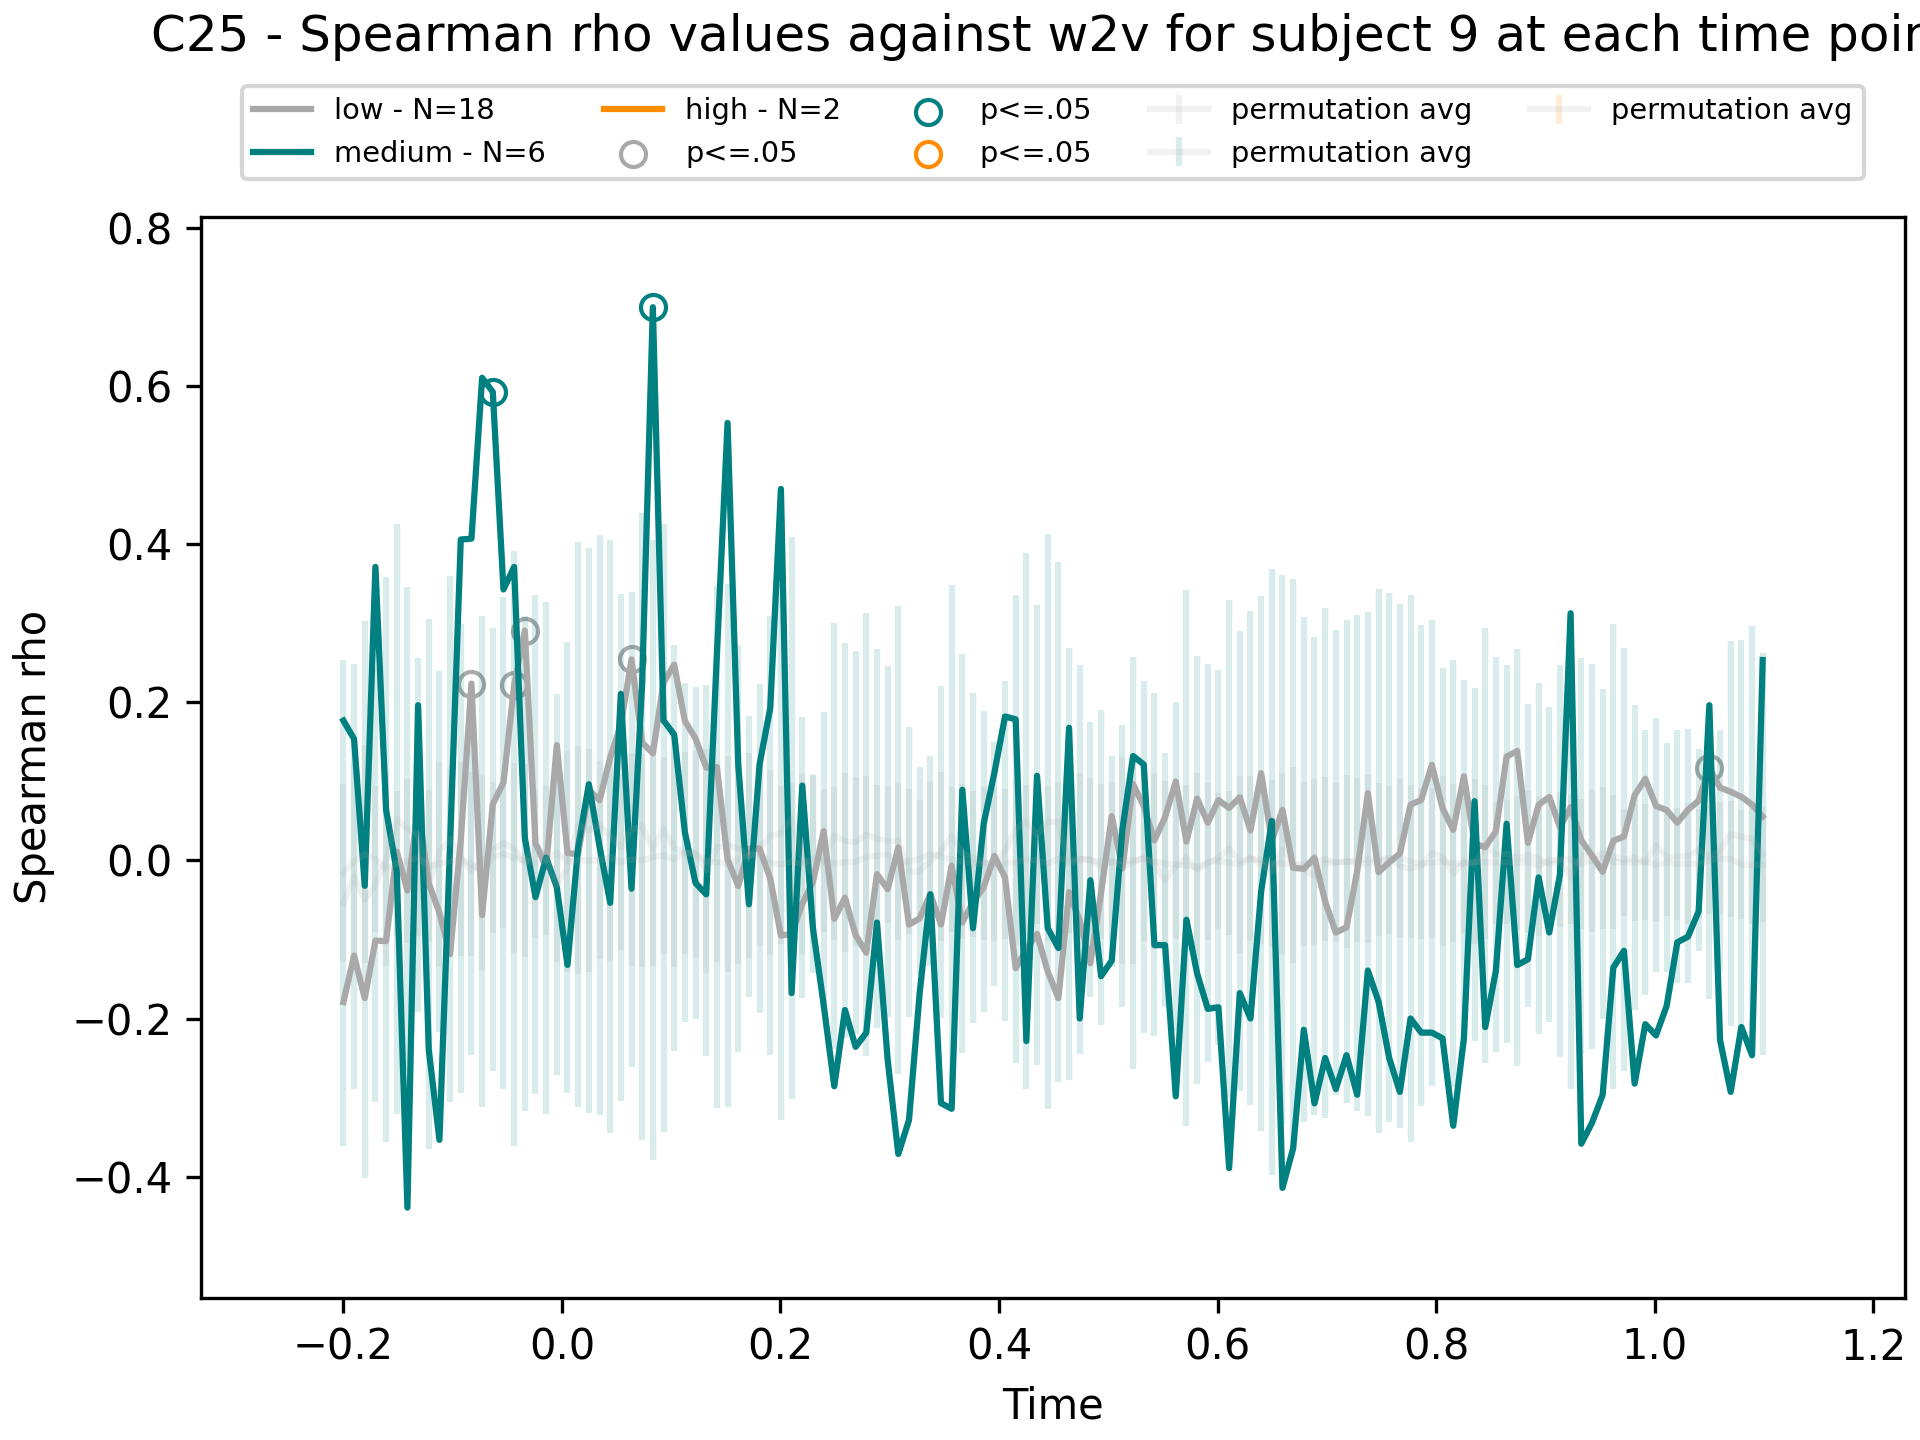 C25 - Spearman rho values against w2v for subject 9 at each time poin
low - N=18 high - N=2 p<=.05 permutation avg permutation avg
medium - N=6 p<=.05 p<=.05 permutation avg
0.8
0.6
0.4
0.2
0.0
−0.2
−0.4
Spearman rho
−0.2 0.0 0.2 0.4 0.6 0.8 1.0 1.2
Time